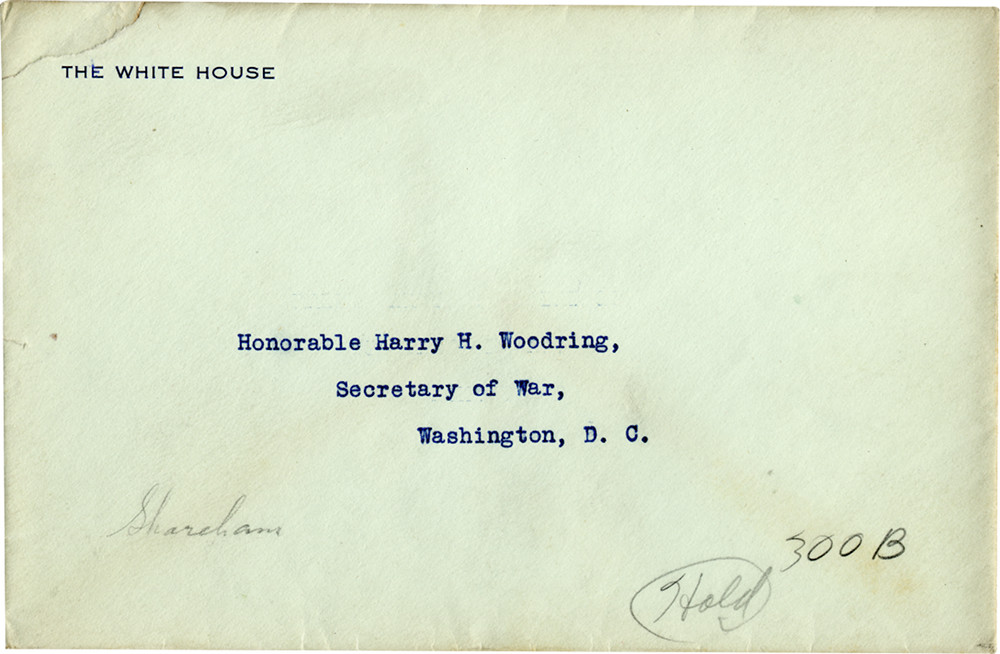 THE WHITE HOUSE
Honorable Harry H. Woodring,
Secretary of War,
Washington, D. C.
Shoreham
300 B
Hold